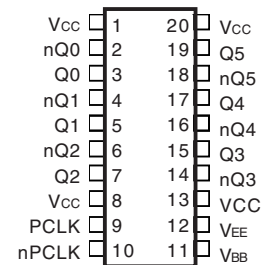 Vcc 1 20 Vcc
nQ0 2 19 Q5
Q0 3 18 nQ5
nQ1 4 17 Q4
Q1 5 16 nQ4
nQ2 6 15 Q3
Q2 7 14 nQ3
Vcc 8 13 VCC
PCLK 9 12 VEE
nPCLK 10 11 VBB